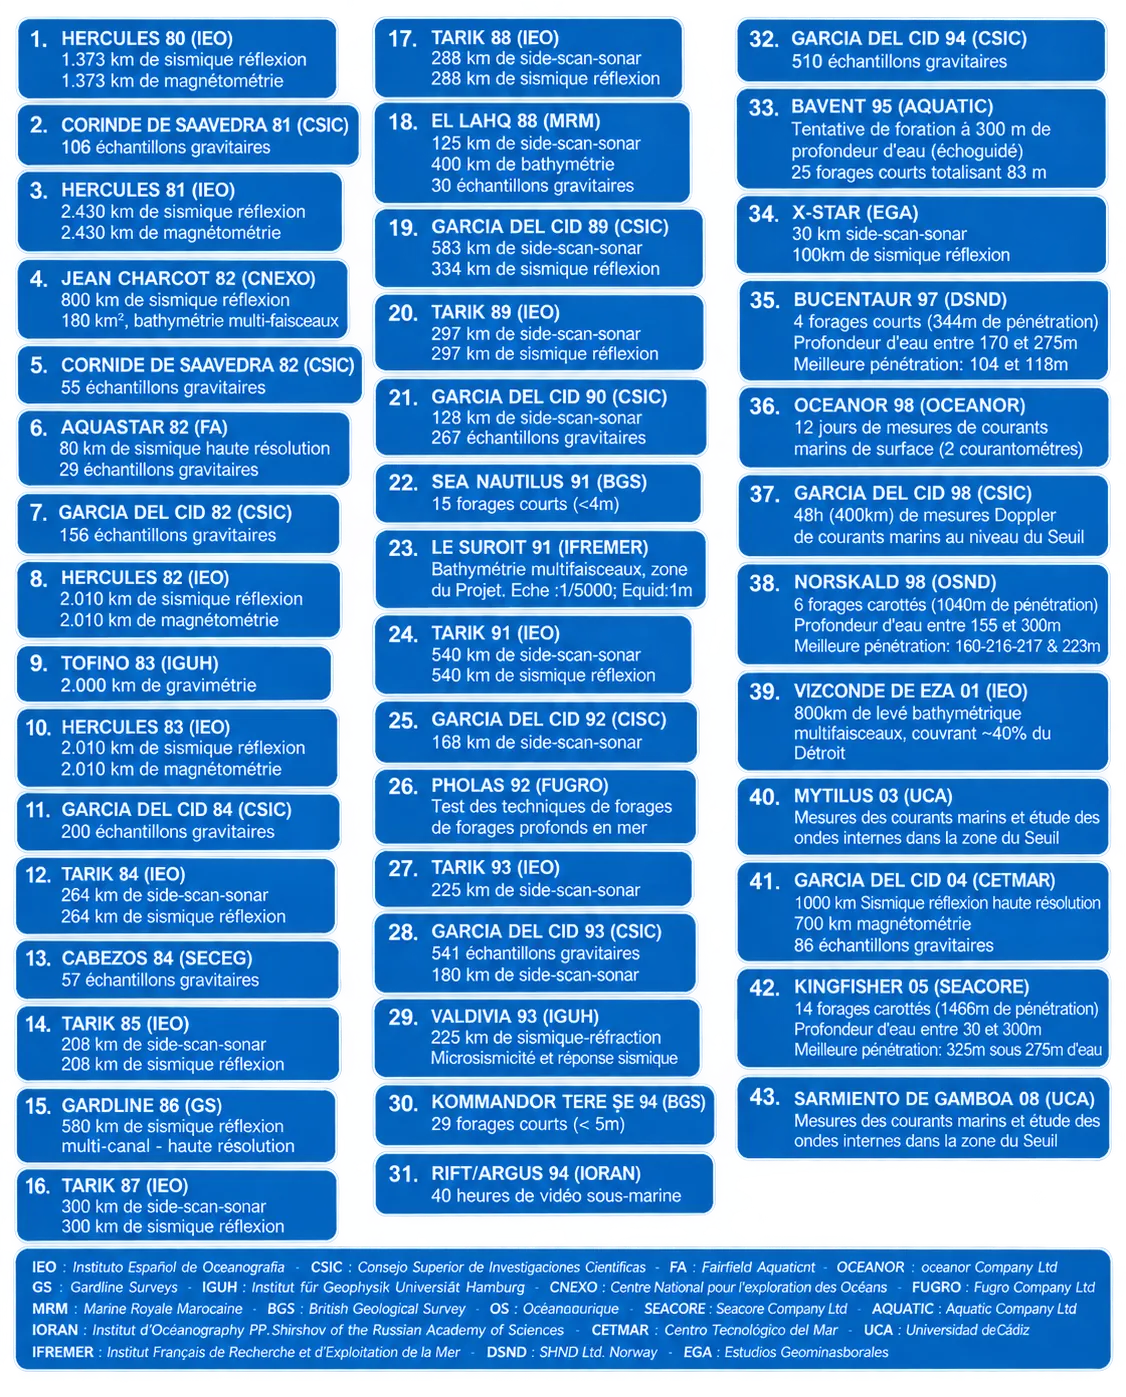 1. HERCULES 80 (IEO)
1.373 km de sismique réflexion
1.373 km de magnétométrie
2. CORINDE DE SAAVEDRA 81 (CSIC)
106 échantillons gravitaires
3. HERCULES 81 (IEO)
2.430 km de sismique réflexion
2.430 km de magnétométrie
4. JEAN CHARCOT 82 (CNEXO)
800 km de sismique réflexion
180 km², bathymétrie multi-faisceaux
5. CORNIDE DE SAAVEDRA 82 (CSIC)
55 échantillons gravitaires
6. AQUASTAR 82 (FA)
80 km de sismique haute résolution
29 échantillons gravitaires
7. GARCIA DEL CID 82 (CSIC)
156 échantillons gravitaires
8. HERCULES 82 (IEO)
2.010 km de sismique réflexion
2.010 km de magnétométrie
9. TOFINO 83 (IGUH)
2.000 km de gravimétrie
10. HERCULES 83 (IEO)
2.010 km de sismique réflexion
2.010 km de magnétométrie
11. GARCIA DEL CID 84 (CSIC)
200 échantillons gravitaires
12. TARIK 84 (IEO)
264 km de side-scan-sonar
264 km de sismique réflexion
13. CABEZOS 84 (SECEG)
57 échantillons gravitaires
14. TARIK 85 (IEO)
208 km de side-scan-sonar
208 km de sismique réflexion
15. GARDLINE 86 (GS)
580 km de sismique réflexion
multi-canal - haute résolution
16. TARIK 87 (IEO)
300 km de side-scan-sonar
300 km de sismique réflexion
17. TARIK 88 (IEO)
288 km de side-scan-sonar
288 km de sismique réflexion
18. EL LAHQ 88 (MRM)
125 km de side-scan-sonar
400 km de bathymétrie
30 échantillons gravitaires
19. GARCIA DEL CID 89 (CSIC)
583 km de side-scan-sonar
334 km de sismique réflexion
20. TARIK 89 (IEO)
297 km de side-scan-sonar
297 km de sismique réflexion
21. GARCIA DEL CID 90 (CSIC)
128 km de side-scan-sonar
267 échantillons gravitaires
22. SEA NAUTILUS 91 (BGS)
15 forages courts (<4m)
23. LE SUROIT 91 (IFREMER)
Bathymétrie multifaisceaux, zone
du Projet. Eche :1/5000; Equid:1m
24. TARIK 91 (IEO)
540 km de side-scan-sonar
540 km de sismique réflexion
25. GARCIA DEL CID 92 (CISC)
168 km de side-scan-sonar
26. PHOLAS 92 (FUGRO)
Test des techniques de forages
de forages profonds en mer
27. TARIK 93 (IEO)
225 km de side-scan-sonar
28. GARCIA DEL CID 93 (CSIC)
541 échantillons gravitaires
180 km de side-scan-sonar
29. VALDIVIA 93 (IGUH)
225 km de sismique-réfraction
Microsismicité et réponse sismique
30. KOMMANDOR TERE ȘE 94 (BGS)
29 forages courts (< 5m)
31. RIFT/ARGUS 94 (IORAN)
40 heures de vidéo sous-marine
32. GARCIA DEL CID 94 (CSIC)
510 échantillons gravitaires
33. BAVENT 95 (AQUATIC)
Tentative de foration á 300 m de
profondeur d'eau (échoguidé)
25 forages courts totalisant 83 m
34. X-STAR (EGA)
30 km side-scan-sonar
100km de sismique réflexion
35. BUCENTAUR 97 (DSND)
4 forages courts (344m de pénétration)
Profondeur d'eau entre 170 et 275m
Meilleure pénétration: 104 et 118m
36. OCEANOR 98 (OCEANOR)
12 jours de mesures de courants
marins de surface (2 courantométres)
37. GARCIA DEL CID 98 (CSIC)
48h (400km) de mesures Doppler
de courants marins au niveau du Seuil
38. NORSKALD 98 (OSND)
6 forages carottés (1040m de pénétration)
Profondeur d'eau entre 155 et 300m
Meilleure pénétration: 160-216-217 & 223m
39. VIZCONDE DE EZA 01 (IEO)
800km de levé bathymétrique
multifaisceaux, couvrant ~40% du
Détroit
40. MYTILUS 03 (UCA)
Mesures des courants marins et étude des
ondes internes dans la zone du Seuil
41. GARCIA DEL CID 04 (CETMAR)
1000 km Sismique réflexion haute résolution
700 km magnétométrie
86 échantillons gravitaires
42. KINGFISHER 05 (SEACORE)
14 forages carottés (1466m de pénétration)
Profondeur d'eau entre 30 et 300m
Meilleure pénétration: 325m sous 275m d'eau
43. SARMIENTO DE GAMBOA 08 (UCA)
Mesures des courants marins et étude des
ondes internes dans la zone du Seuil
IEO : Instituto Español de Oceanografia - CSIC : Consejo Superior de Investigaciones Cientificas - FA : Fairfield Aquaticnt - OCEANOR : oceanor Company Ltd
GS : Gardline Surveys - IGUH : Institut für Geophysik Universiät Hamburg - CNEXO : Centre National pour l'exploration des Océans - FUGRO : Fugro Company Ltd
MRM : Marine Royale Marocaine - BGS : British Geological Survey - OS : Océanoɑurique - SEACORE : Seacore Company Ltd - AQUATIC : Aquatic Company Ltd
IORAN : Institut d'Océanography PP.Shirshov of the Russian Academy of Sciences - CETMAR : Centro Tecnológico del Mar - UCA : Universidad de Cádiz
IFREMER : Institut Français de Recherche et d'Exploitation de la Mer - DSND : SHND Ltd. Norway - EGA : Estudios Geominasborales